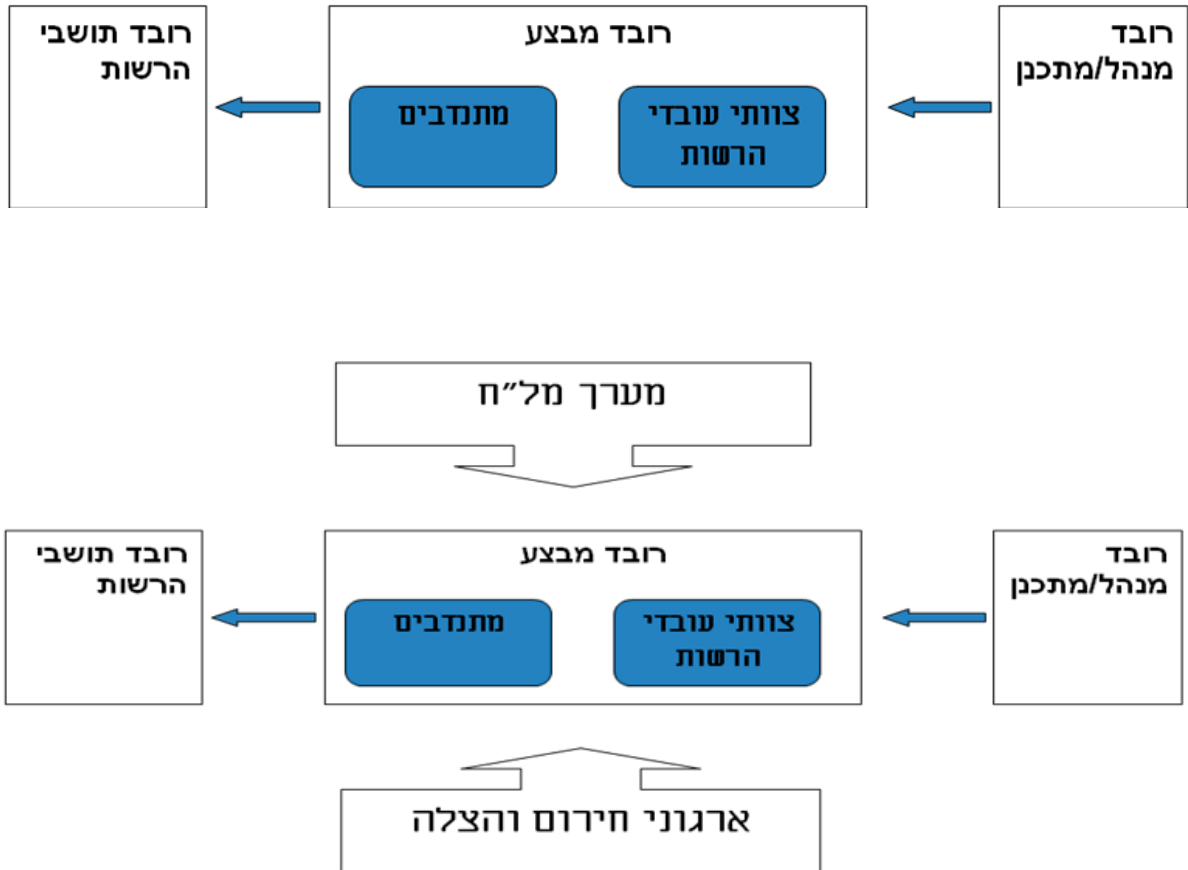 רובד
מנהל/מתכנן
רובד מבצע
צוותי עובדי
הרשות
מתנדבים
רובד תושבי
הרשות
מערך מל״ח
רובד
מנהל/מתכנן
רובד מבצע
צוותי עובדי
הרשות
מתנדבים
רובד תושבי
הרשות
ארגוני חירום והצלה